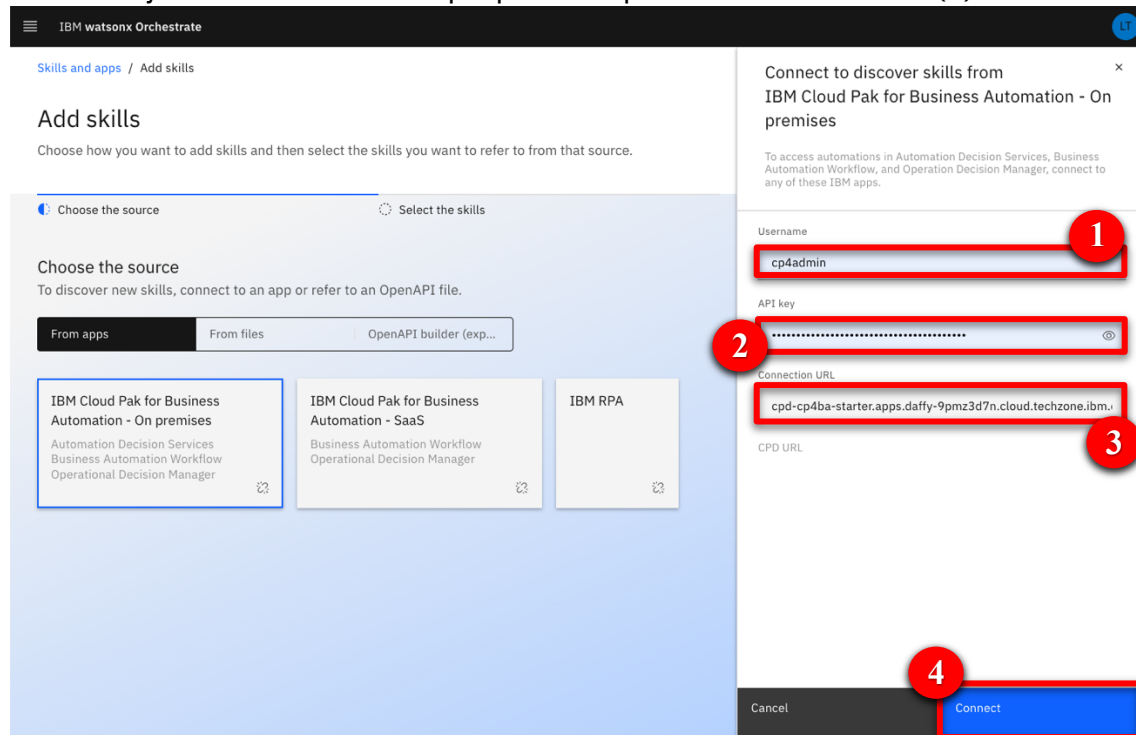 IBM watsonx Orchestrate
LT
Skills and apps / Add skills
Add skills
Choose how you want to add skills and then select the skills you want to refer to from that source.
Choose the source
Select the skills
Choose the source
To discover new skills, connect to an app or refer to an OpenAPI file.
From apps
From files
OpenAPI builder (exp...
IBM Cloud Pak for Business
Automation - On premises
Automation Decision Services
Business Automation Workflow
Operational Decision Manager
IBM Cloud Pak for Business
Automation - SaaS
Business Automation Workflow
Operational Decision Manager
IBM RPA
Connect to discover skills from
IBM Cloud Pak for Business Automation - On
premises
To access automations in Automation Decision Services, Business
Automation Workflow, and Operation Decision Manager, connect to
any of these IBM apps.
Username
1
cp4admin
API key
2
••••••••••••••••••••••••••••••••••••••
Connection URL
cpd-cp4ba-starter.apps.daffy-9pmz3d7n.cloud.techzone.ibm.
3
CPD URL
4
Cancel
Connect